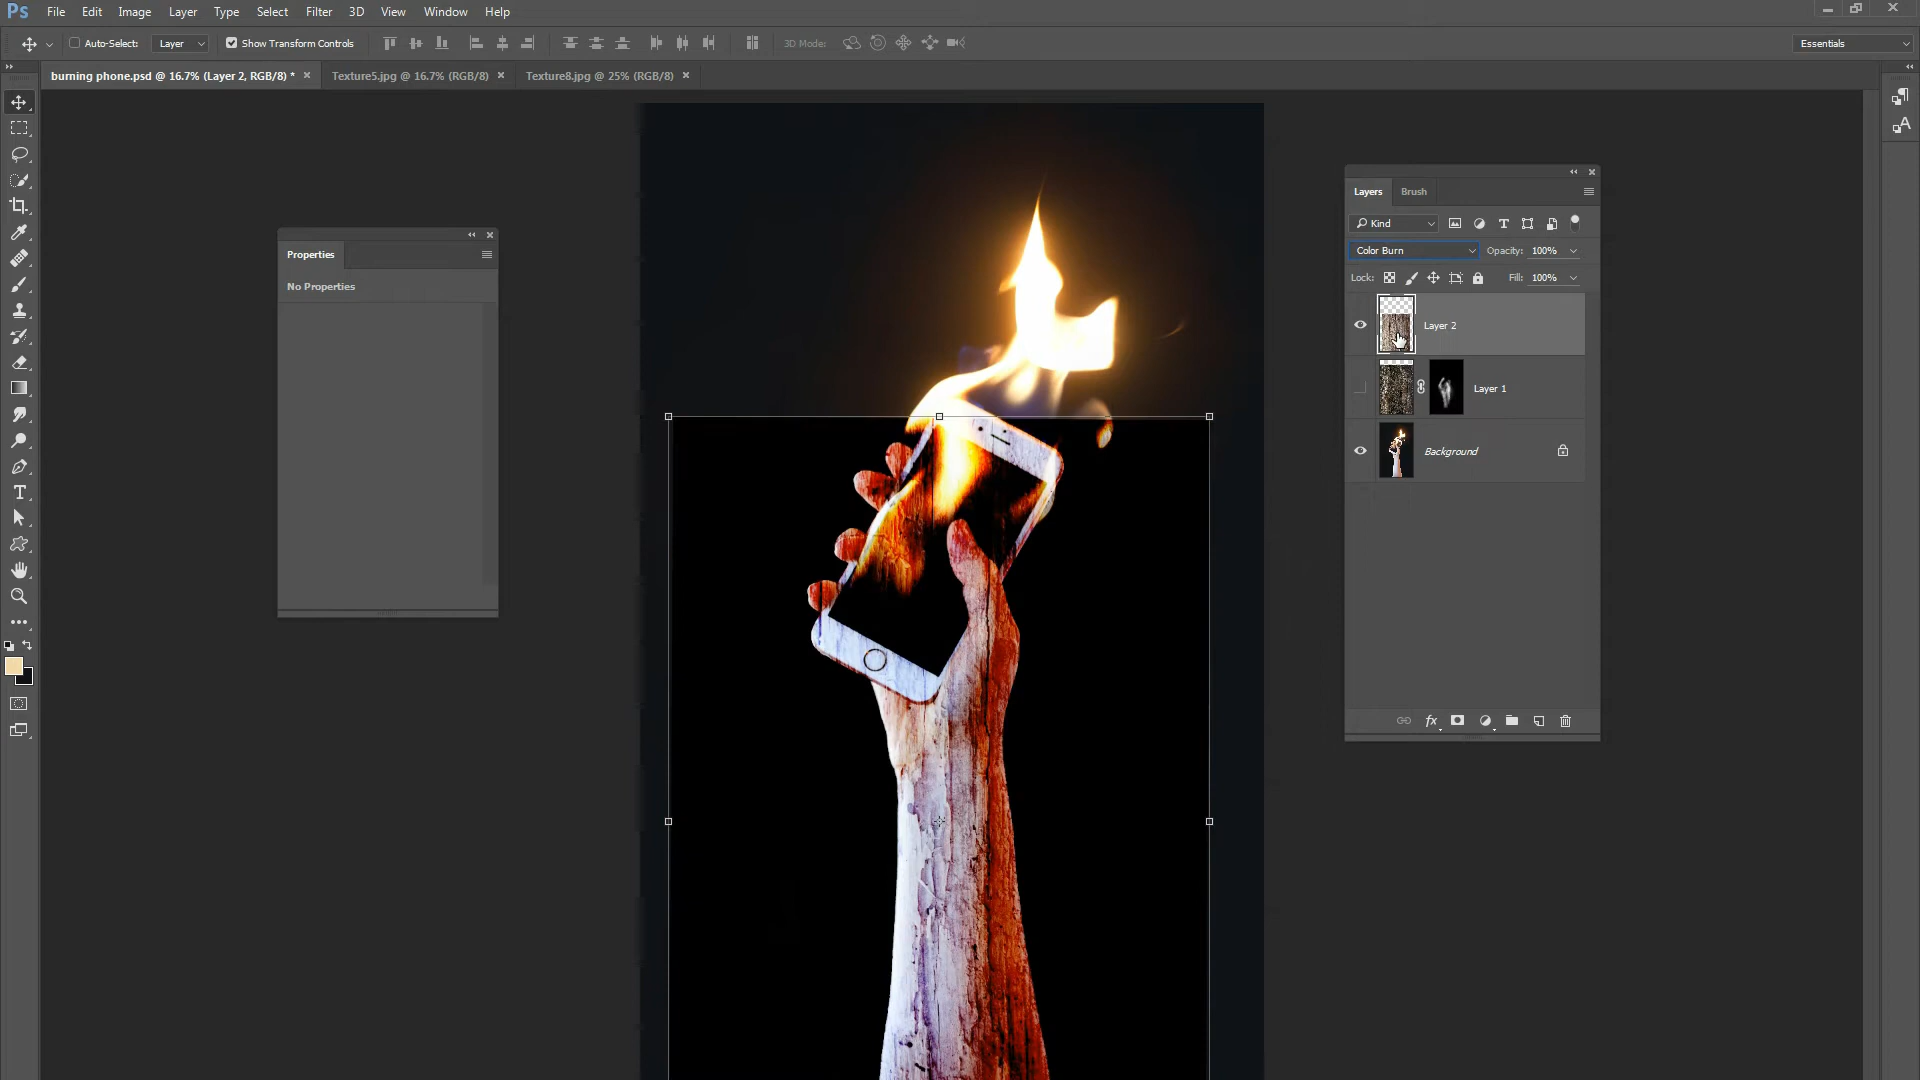 Ps File Edit Image Layer Type Select Filter 3D View Window Help
Auto-Select: Layer Show Transform Controls 3D Mode: Essentials
burning phone.psd @ 16.7% (Layer 2, RGB/8) * × Texture5.jpg @ 16.7% (RGB/8) × Texture8.jpg @ 25% (RGB/8) ×
Properties
No Properties
Layers Brush
Kind
Color Burn Opacity: 100%
Lock: Fill: 100%
Layer 2
Layer 1
Background
fx